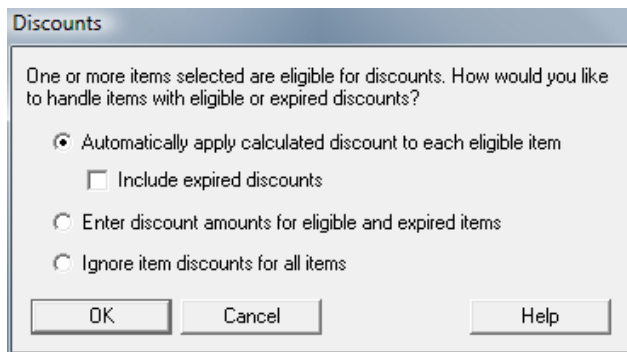 Discounts
One or more items selected are eligible for discounts. How would you like
to handle items with eligible or expired discounts?
Automatically apply calculated discount to each eligible item
Include expired discounts
Enter discount amounts for eligible and expired items
Ignore item discounts for all items
OK Cancel Help